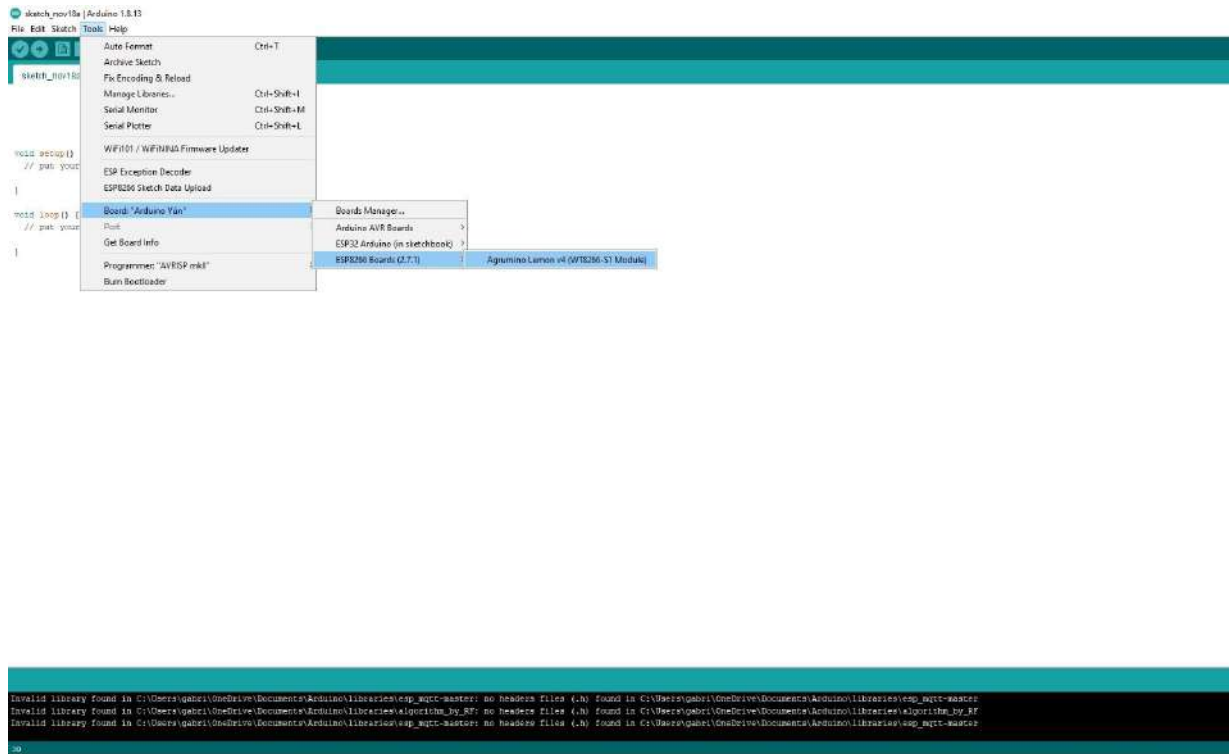 sketch_nov18a | Arduino 1.8.13
File Edit Sketch Tools Help
sketch_nov18a
Auto Format Ctrl+T
Archive Sketch
Fix Encoding & Reload
Manage Libraries... Ctrl+Shift+I
Serial Monitor Ctrl+Shift+M
Serial Plotter Ctrl+Shift+L
WiFi101 / WiFiNINA Firmware Updater
ESP Exception Decoder
ESP8266 Sketch Data Upload
Board: "Arduino Yún"
Port
Get Board Info
Programmer: "AVRISP mkII"
Burn Bootloader
Boards Manager...
Arduino AVR Boards
ESP32 Arduino (in sketchbook)
ESP8266 Boards (2.7.1)
Agrumino Lemon v4 (WT8266-S1 Module)
void setup()
// put your
}
void loop() {
// put your
}
Invalid library found in C:\Users\gabri\OneDrive\Documents\Arduino\libraries\esp_mqtt-master: no headers files (.h) found in C:\Users\gabri\OneDrive\Documents\Arduino\libraries\esp_mqtt-master
Invalid library found in C:\Users\gabri\OneDrive\Documents\Arduino\libraries\algorithm_by_RF: no headers files (.h) found in C:\Users\gabri\OneDrive\Documents\Arduino\libraries\algorithm_by_RF
Invalid library found in C:\Users\gabri\OneDrive\Documents\Arduino\libraries\esp_mqtt-master: no headers files (.h) found in C:\Users\gabri\OneDrive\Documents\Arduino\libraries\esp_mqtt-master